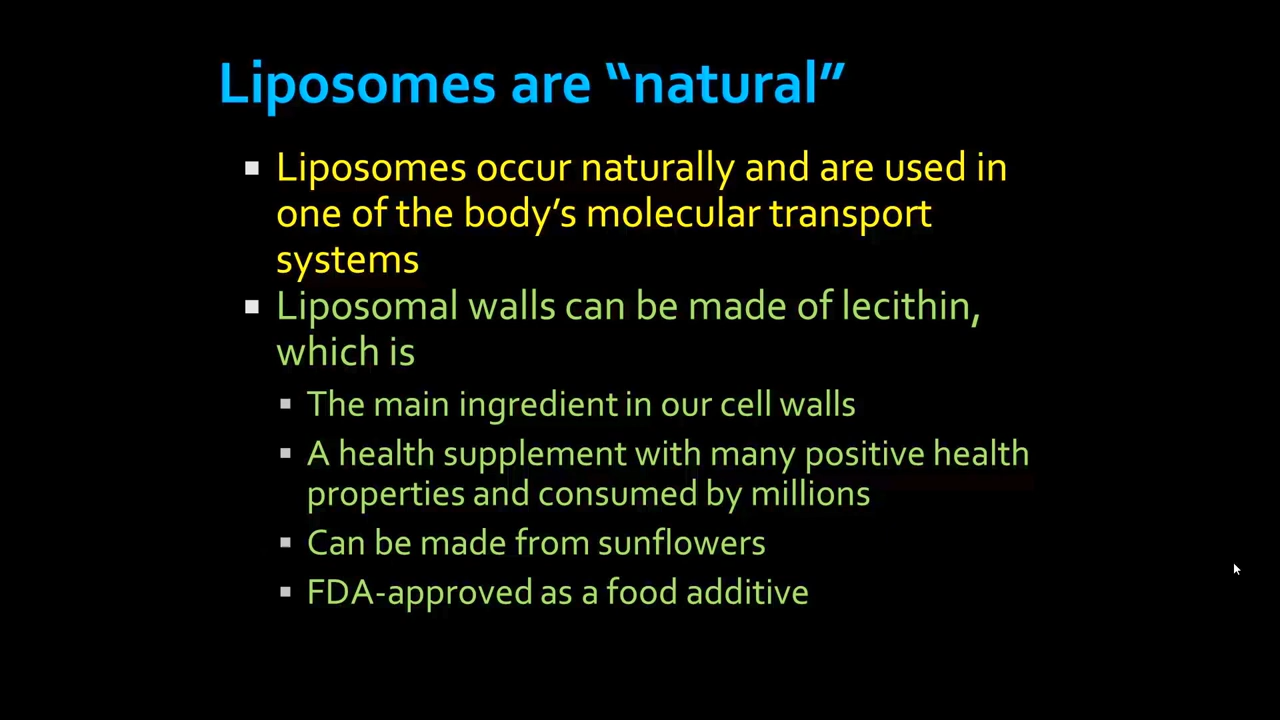 Liposomes are “natural”
▪ Liposomes occur naturally and are used in
one of the body’s molecular transport
systems
▪ Liposomal walls can be made of lecithin,
which is
▪ The main ingredient in our cell walls
▪ A health supplement with many positive health
properties and consumed by millions
▪ Can be made from sunflowers
▪ FDA-approved as a food additive